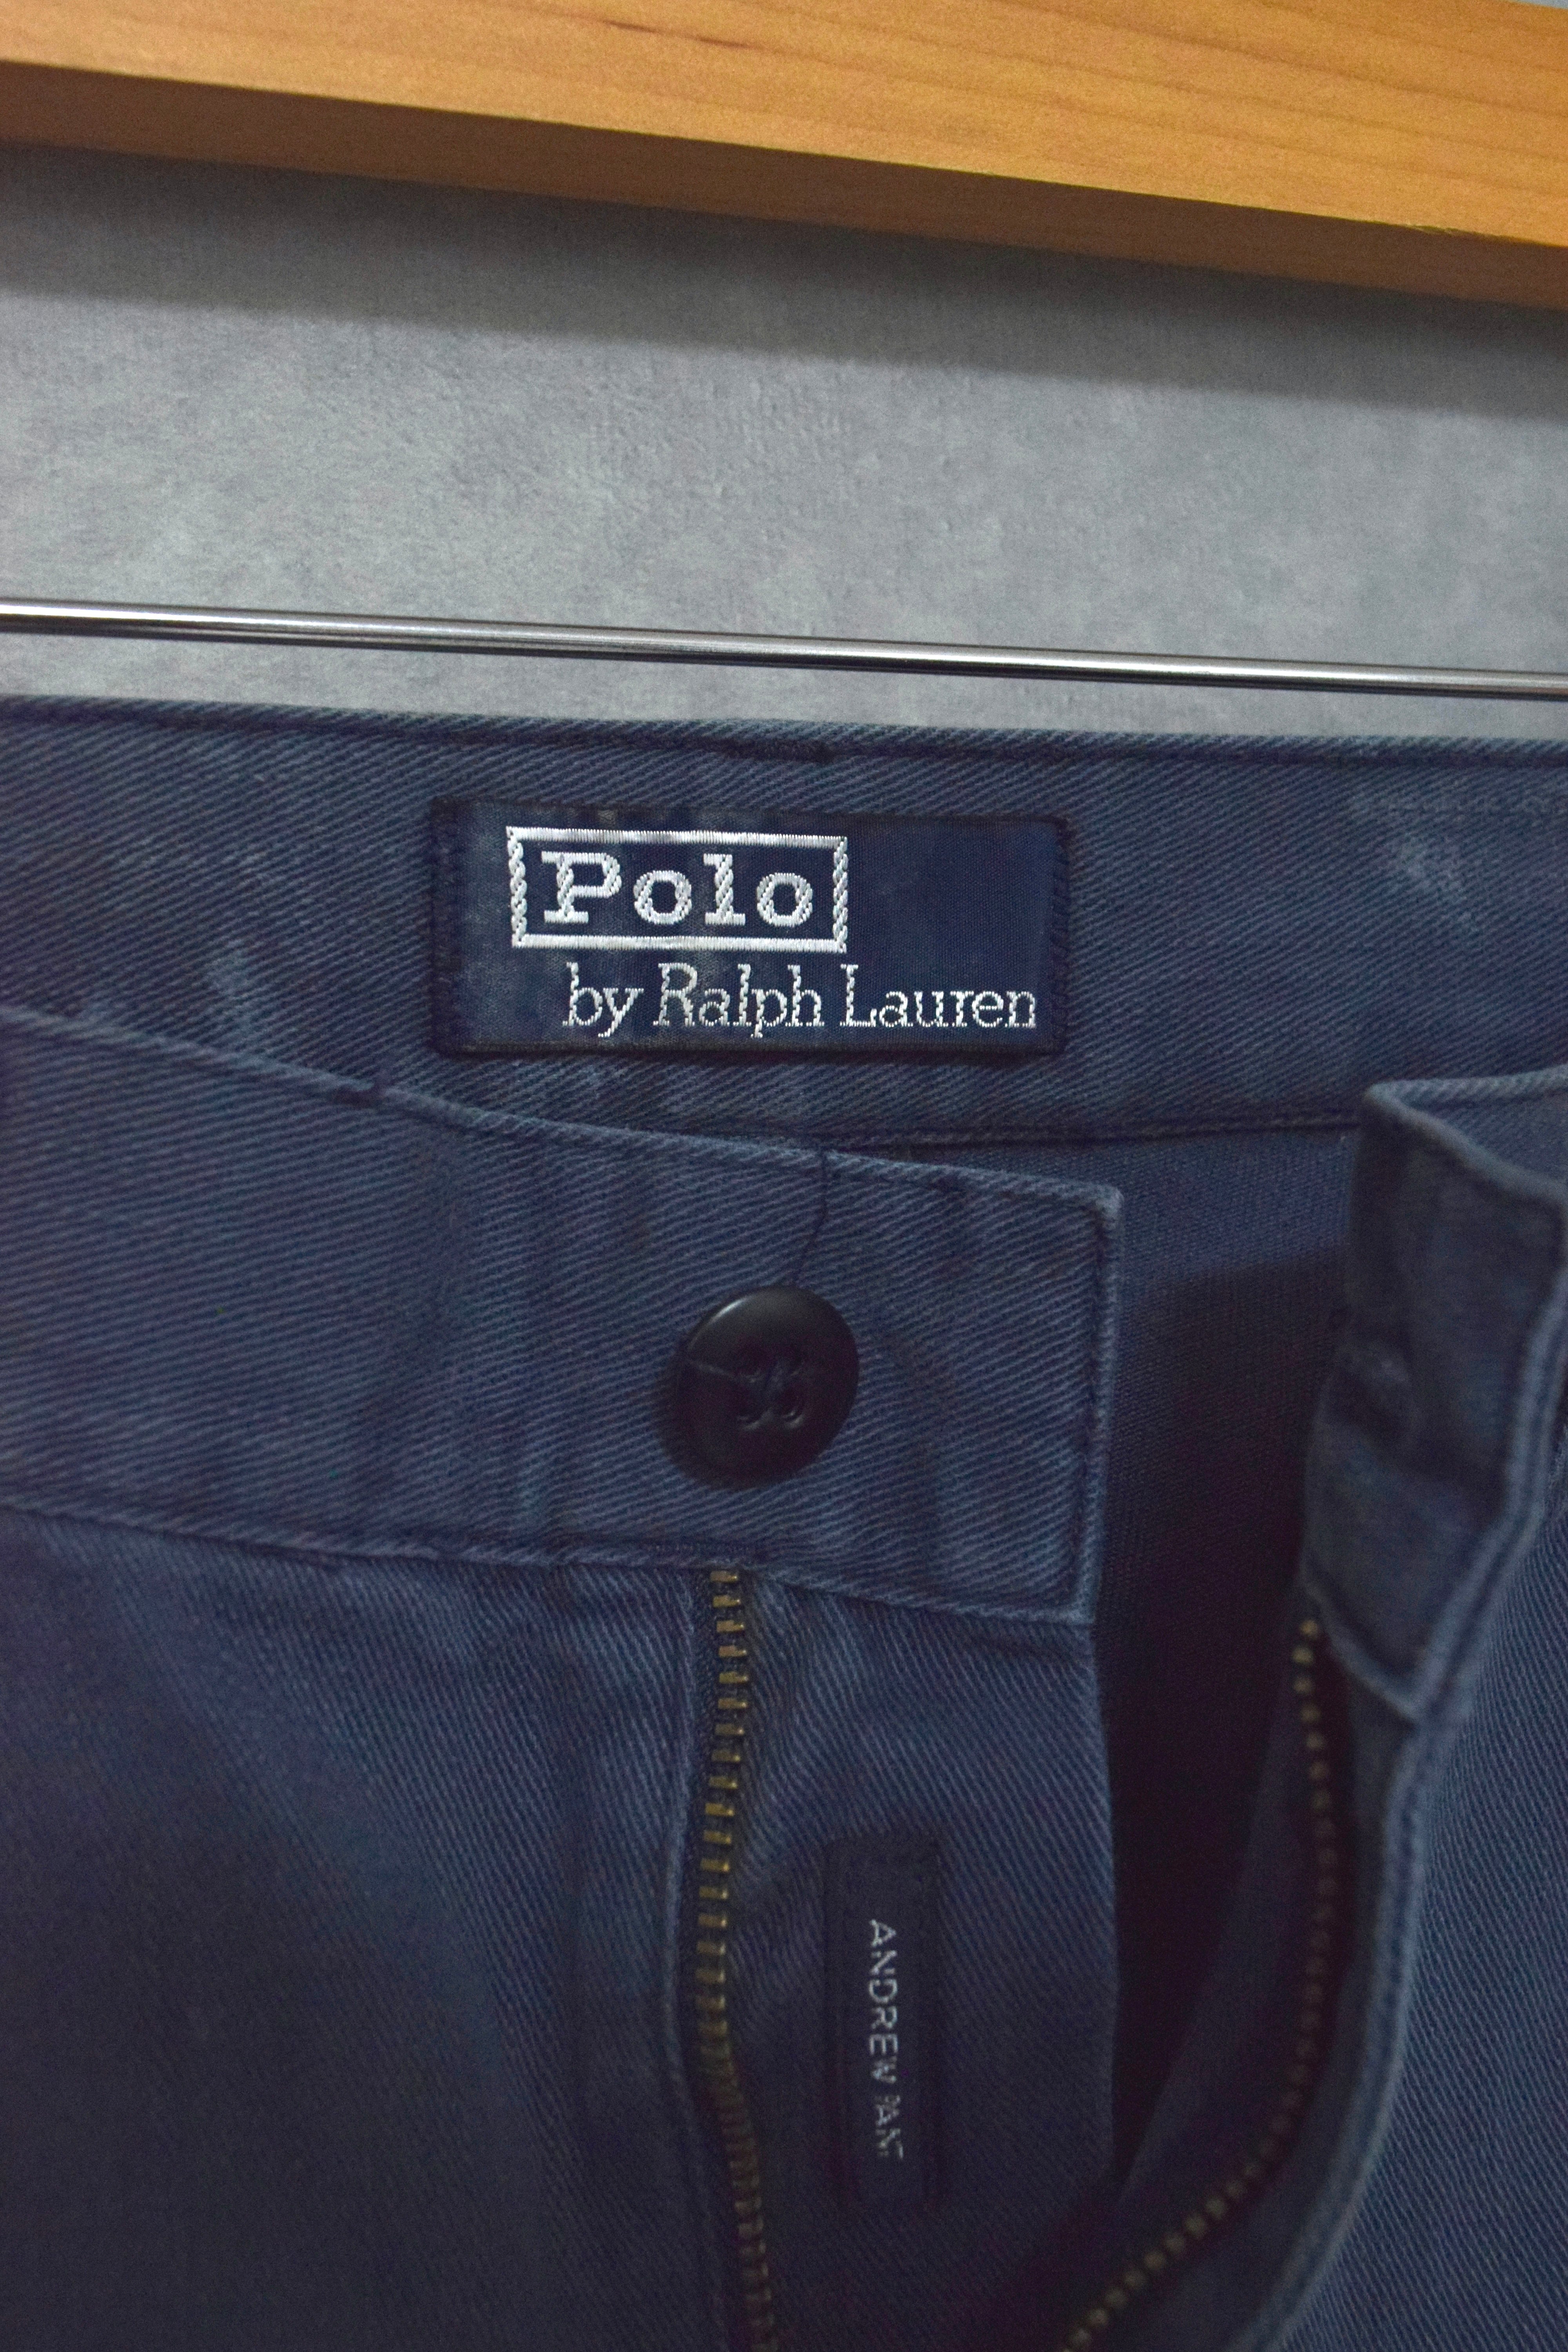 Polo
by Ralph Lauren
ANDREW PANT